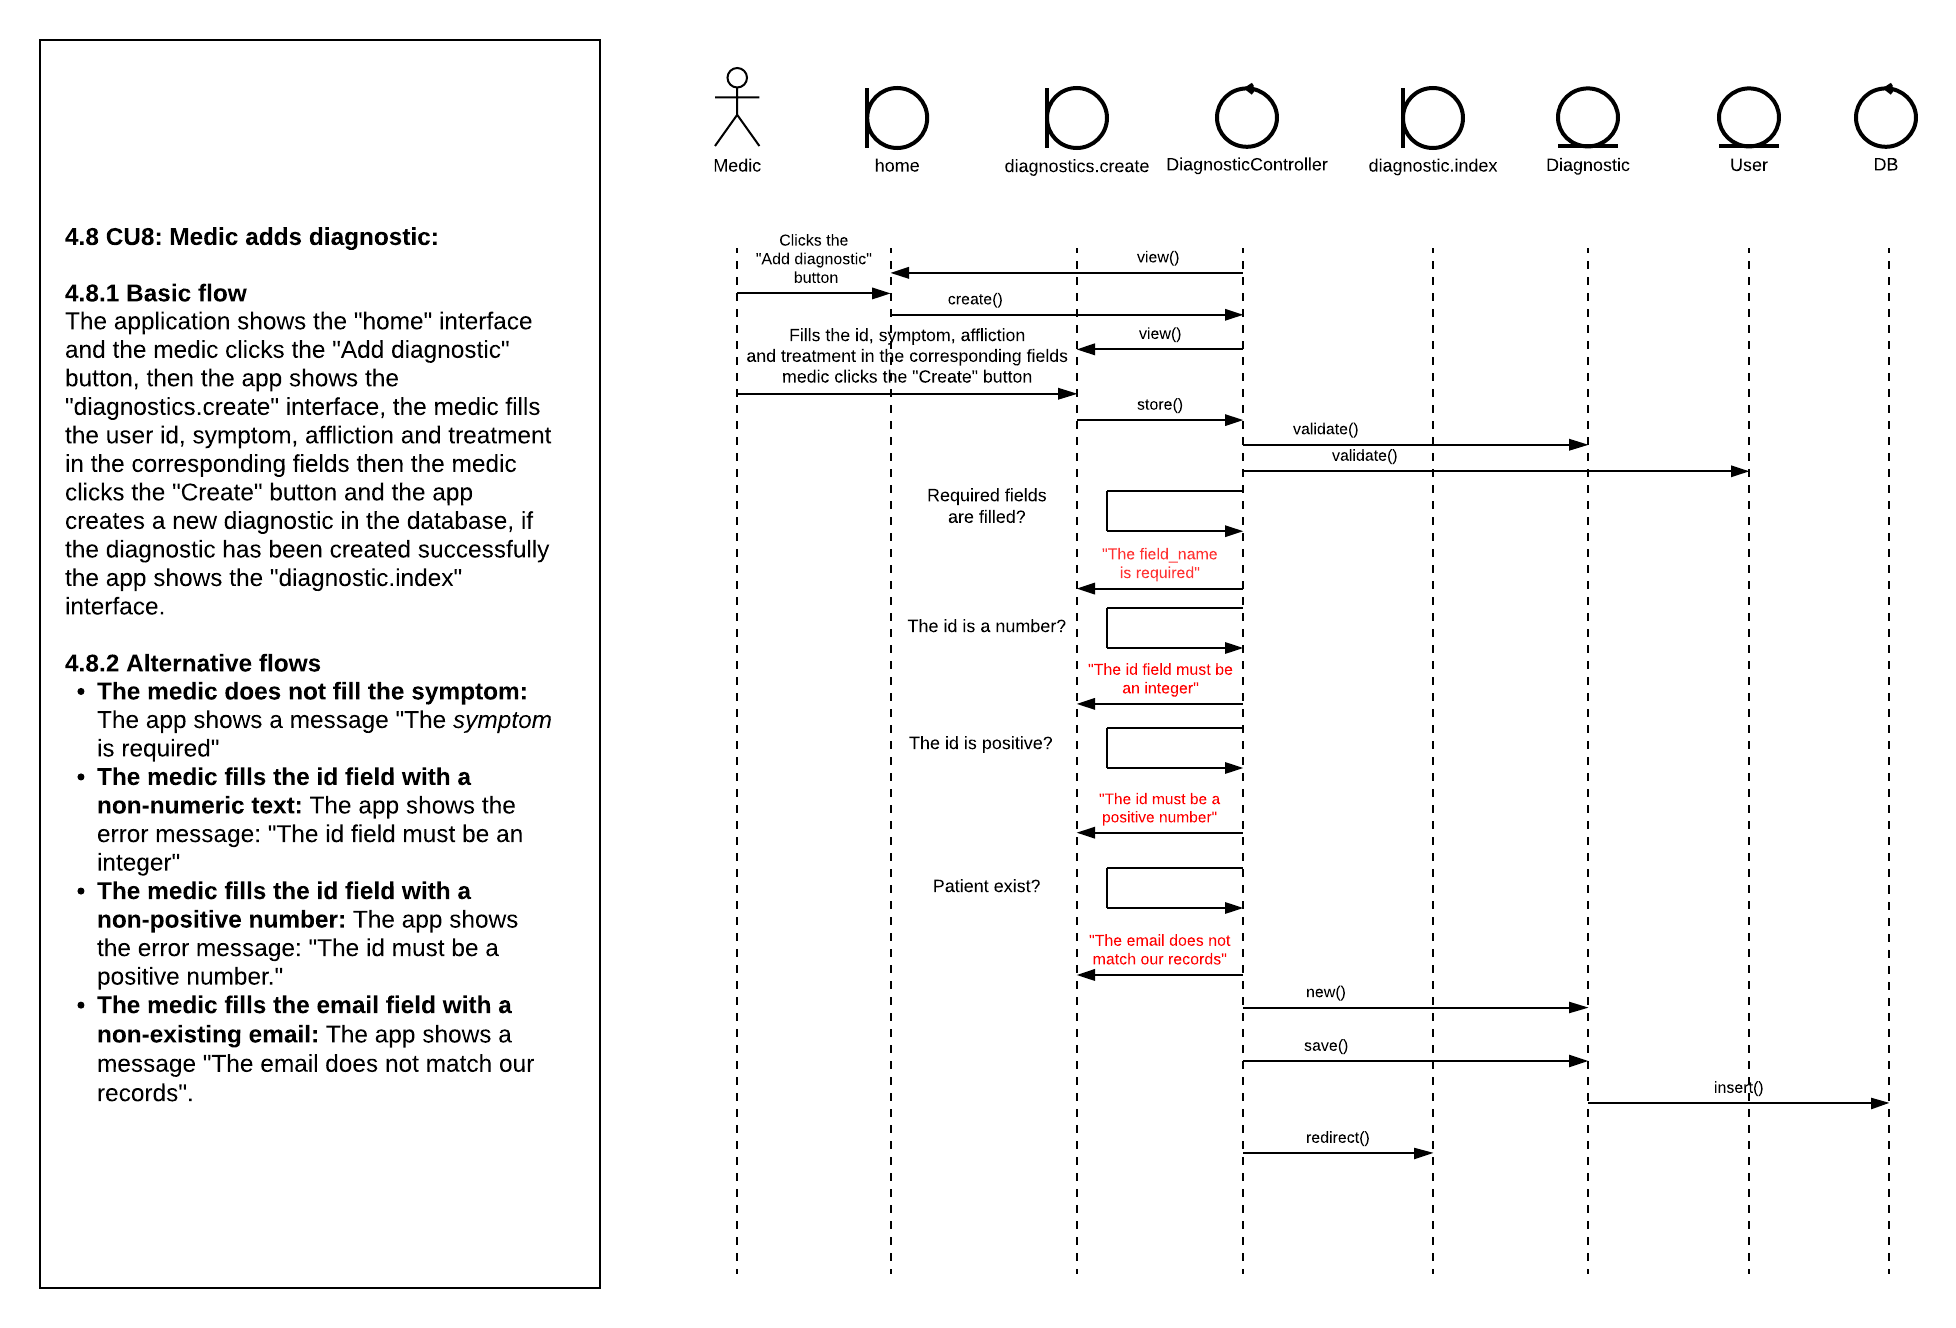 4.8 CU8: Medic adds diagnostic:
4.8.1 Basic flow
The application shows the "home" interface
and the medic clicks the "Add diagnostic"
button, then the app shows the
"diagnostics.create" interface, the medic fills
the user id, symptom, affliction and treatment
in the corresponding fields then the medic
clicks the "Create" button and the app
creates a new diagnostic in the database, if
the diagnostic has been created successfully
the app shows the "diagnostic.index"
interface.
4.8.2 Alternative flows
• The medic does not fill the symptom:
The app shows a message "The symptom
is required"
• The medic fills the id field with a
non-numeric text: The app shows the
error message: "The id field must be an
integer"
• The medic fills the id field with a
non-positive number: The app shows
the error message: "The id must be a
positive number."
• The medic fills the email field with a
non-existing email: The app shows a
message "The email does not match our
records".
Medic
home
diagnostics.create
DiagnosticController
diagnostic.index
Diagnostic
User
DB
Clicks the
"Add diagnostic"
button
view()
create()
Fills the id, symptom, affliction
and treatment in the corresponding fields
medic clicks the "Create" button
view()
store()
validate()
validate()
Required fields
are filled?
"The field_name
is required"
The id is a number?
"The id field must be
an integer"
The id is positive?
"The id must be a
positive number"
Patient exist?
"The email does not
match our records"
new()
save()
insert()
redirect()